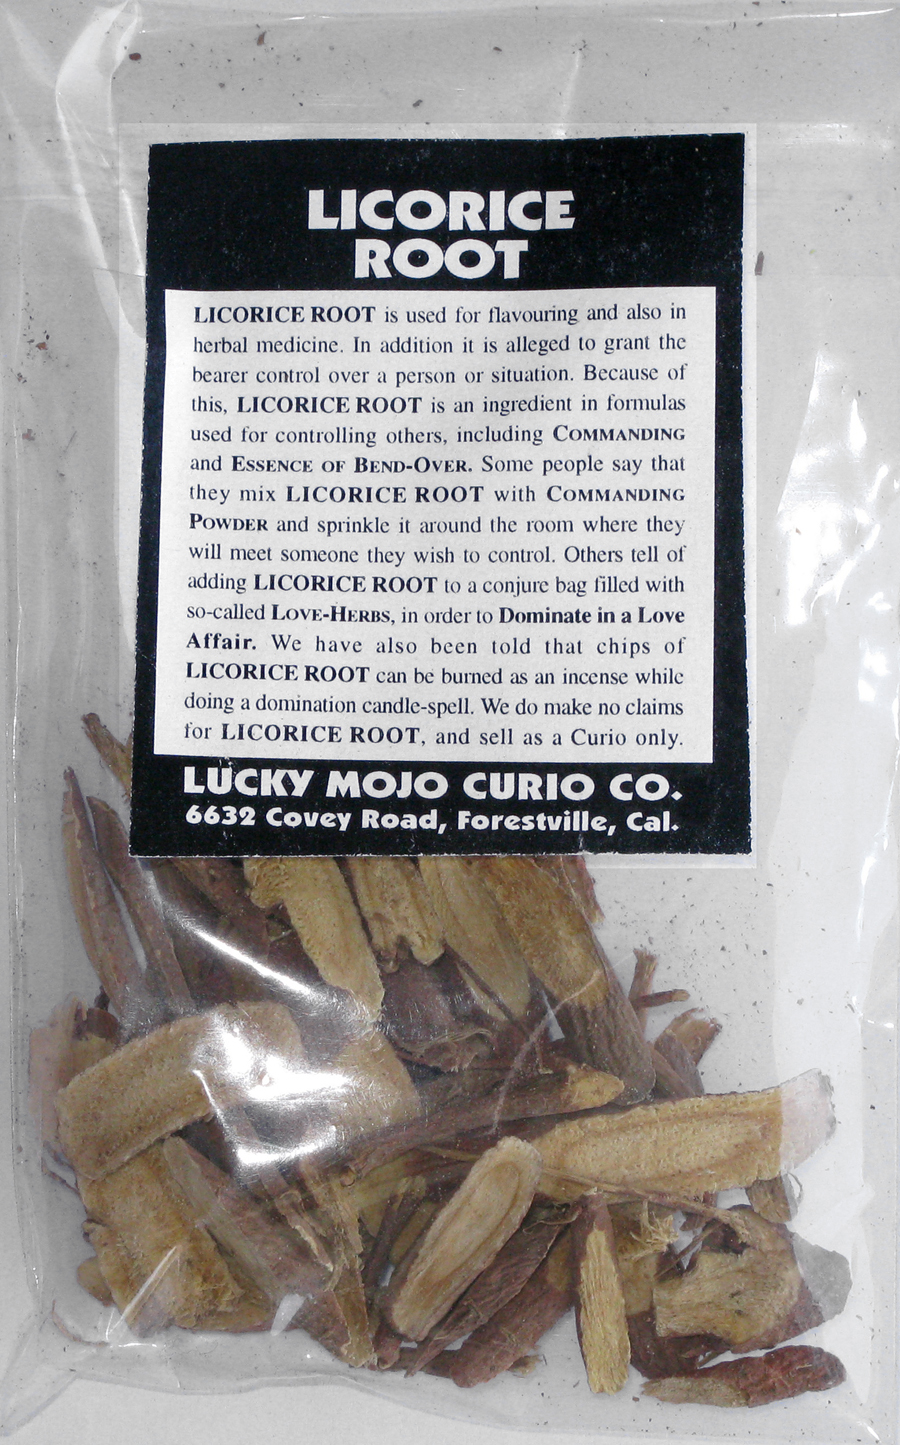 LICORICE
ROOT
LICORICE ROOT is used for flavouring and also in
herbal medicine. In addition it is alleged to grant the
bearer control over a person or situation. Because of
this, LICORICE ROOT is an ingredient in formulas
used for controlling others, including COMMANDING
and ESSENCE OF BEND-OVER. Some people say that
they mix LICORICE ROOT with COMMANDING
POWDER and sprinkle it around the room where they
will meet someone they wish to control. Others tell of
adding LICORICE ROOT to a conjure bag filled with
so-called LOVE-HERBS, in order to Dominate in a Love
Affair. We have also been told that chips of
LICORICE ROOT can be burned as an incense while
doing a domination candle-spell. We do make no claims
for LICORICE ROOT, and sell as a Curio only.
LUCKY MOJO CURIO CO.
6632 Covey Road, Forestville, Cal.